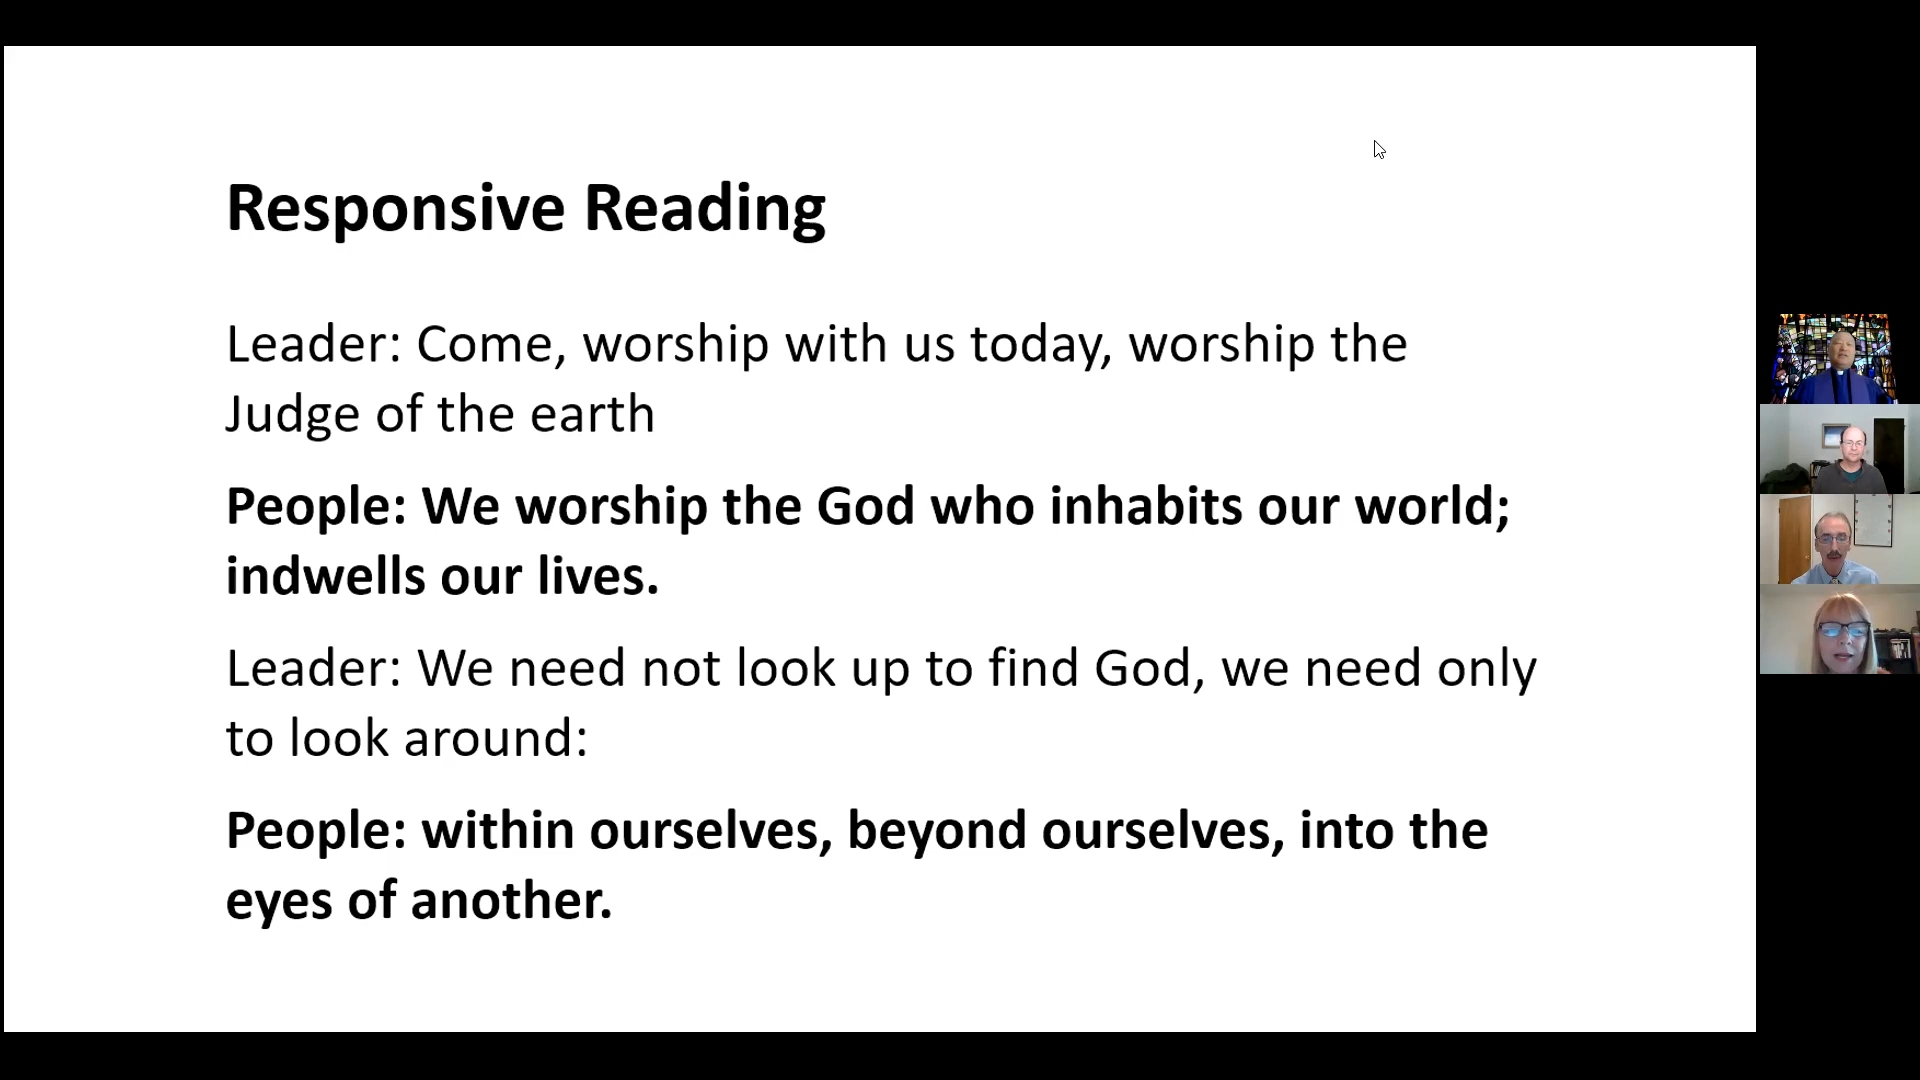 Responsive Reading
Leader: Come, worship with us today, worship the
Judge of the earth
People: We worship the God who inhabits our world;
indwells our lives.
Leader: We need not look up to find God, we need only
to look around:
People: within ourselves, beyond ourselves, into the
eyes of another.